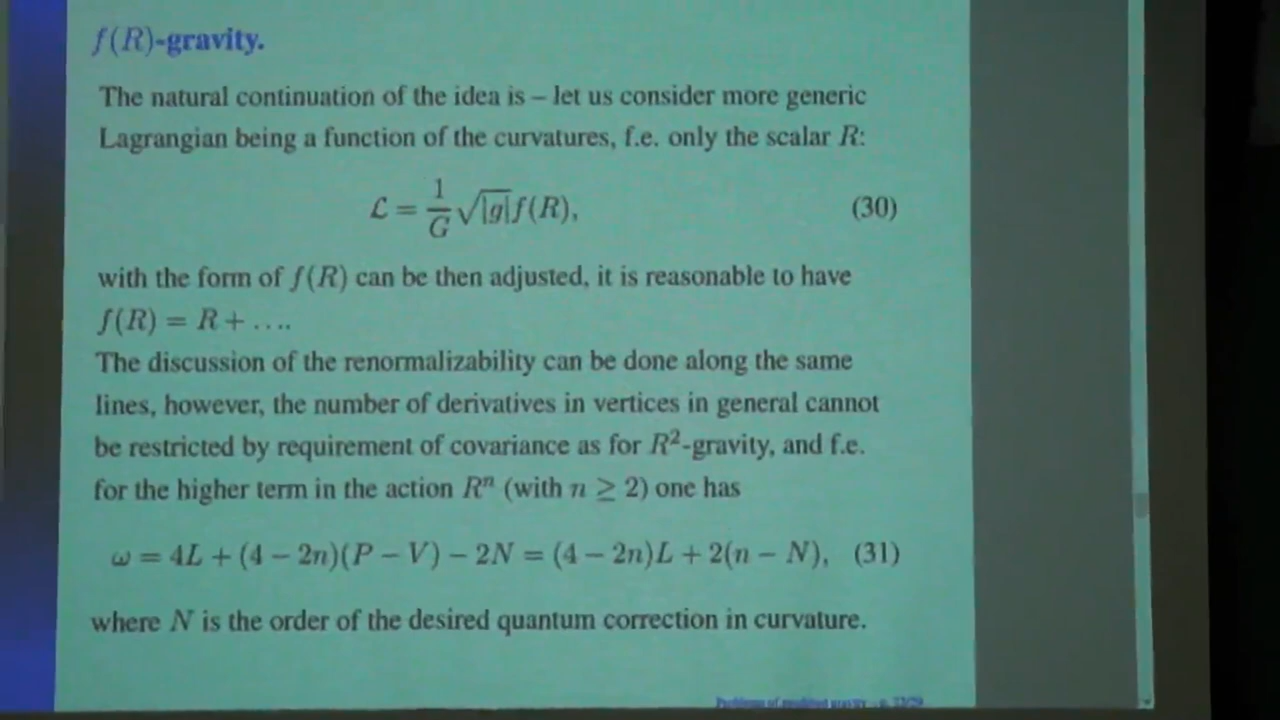 f(R)-gravity.
The natural continuation of the idea is – let us consider more generic
Lagrangian being a function of the curvatures, f.e. only the scalar R:
ℒ = 1/G √|g| f(R), (30)
with the form of f(R) can be then adjusted, it is reasonable to have
f(R) = R + ....
The discussion of the renormalizability can be done along the same
lines, however, the number of derivatives in vertices in general cannot
be restricted by requirement of covariance as for R²-gravity, and f.e.
for the higher term in the action Rⁿ (with n ≥ 2) one has
ω = 4L + (4 − 2n)(P − V) − 2N = (4 − 2n)L + 2(n − N), (31)
where N is the order of the desired quantum correction in curvature.
Problems of modified gravity – p.